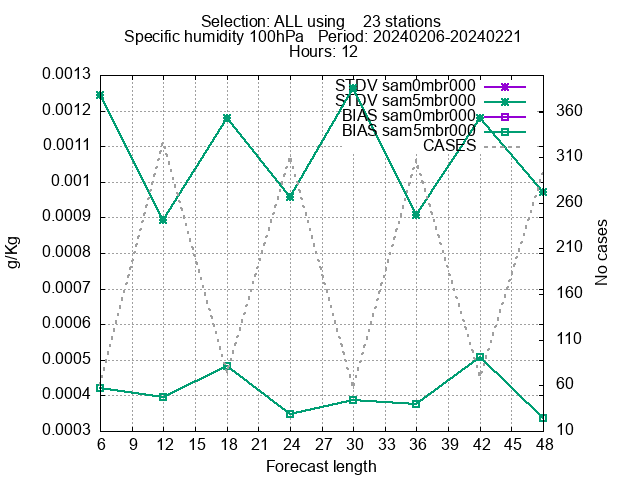 Selection: ALL using    23 stations
Specific humidity 100hPa   Period: 20240206-20240221
Hours: 12
STDV sam0mbr000
STDV sam5mbr000
BIAS sam0mbr000
BIAS sam5mbr000
CASES
0.0013
0.0012
0.0011
0.001
0.0009
0.0008
0.0007
0.0006
0.0005
0.0004
0.0003
g/Kg
360
310
260
210
160
110
60
10
No cases
6 9 12 15 18 21 24 27 30 33 36 39 42 45 48
Forecast length